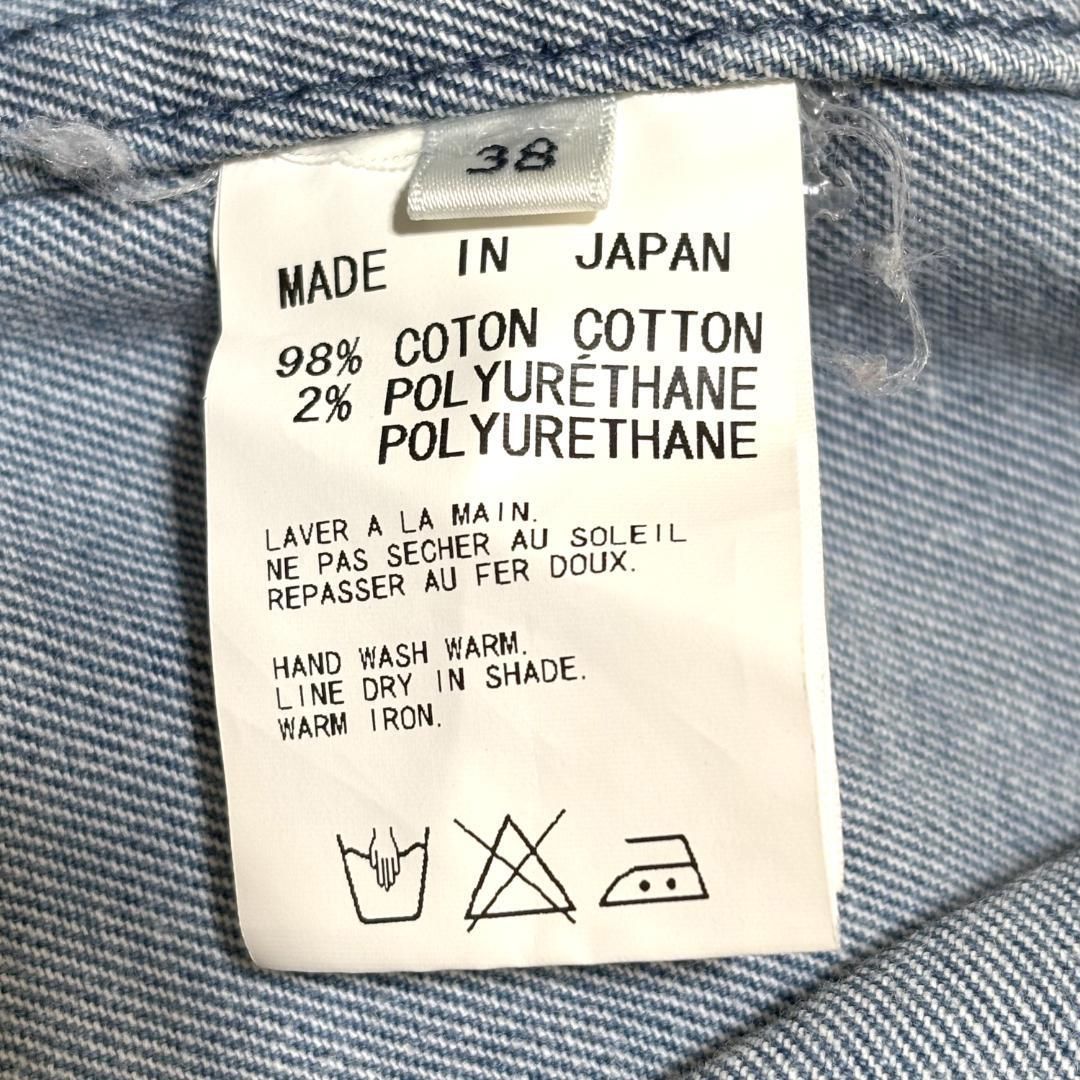 38
MADE IN JAPAN
98% COTON COTTON
2% POLYURÉTHANE
POLYURETHANE
LAVER A LA MAIN.
NE PAS SECHER AU SOLEIL
REPASSER AU FER DOUX.
HAND WASH WARM.
LINE DRY IN SHADE.
WARM IRON.